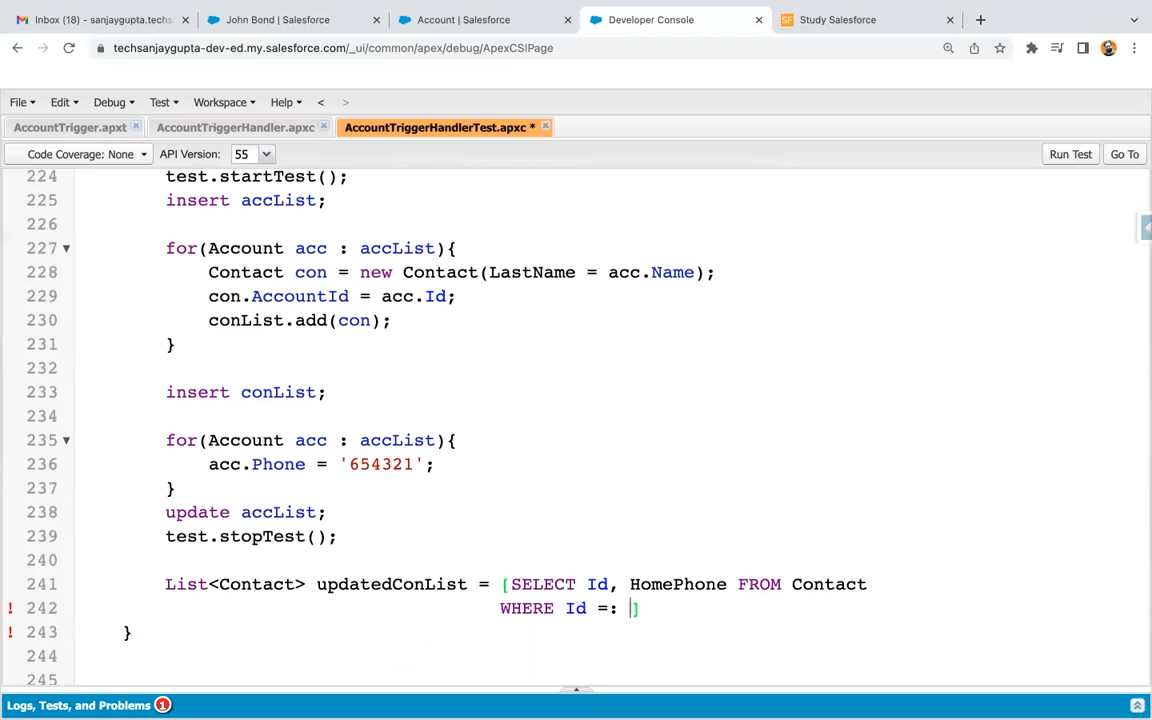 Inbox (18) - sanjaygupta.techs
John Bond | Salesforce
Account | Salesforce
Developer Console
Study Salesforce
techsanjaygupta-dev-ed.my.salesforce.com/_ui/common/apex/debug/ApexCSIPage
File Edit Debug Test Workspace Help < >
AccountTrigger.apxt
AccountTriggerHandler.apxc
AccountTriggerHandlerTest.apxc *
Code Coverage: None API Version: 55 Run Test Go To
224 test.startTest();
225 insert accList;
226
227 for(Account acc : accList){
228 Contact con = new Contact(LastName = acc.Name);
229 con.AccountId = acc.Id;
230 conList.add(con);
231 }
232
233 insert conList;
234
235 for(Account acc : accList){
236 acc.Phone = '654321';
237 }
238 update accList;
239 test.stopTest();
240
241 List<Contact> updatedConList = [SELECT Id, HomePhone FROM Contact
! 242 WHERE Id =: ]
! 243 }
244
245
Logs, Tests, and Problems 1